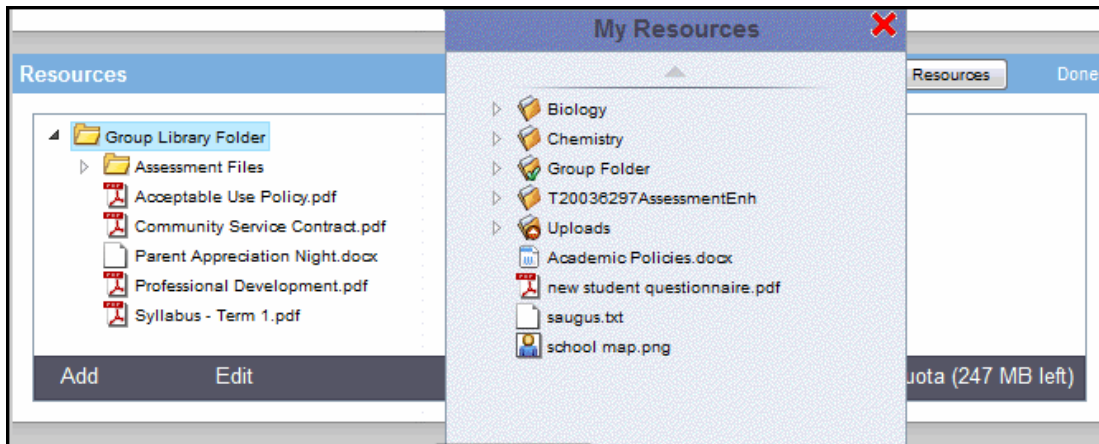 My Resources
Resources
Resources
Done
Group Library Folder
Assessment Files
Acceptable Use Policy.pdf
Community Service Contract.pdf
Parent Appreciation Night.docx
Professional Development.pdf
Syllabus - Term 1.pdf
Add
Edit
Biology
Chemistry
Group Folder
T20036297AssessmentEnh
Uploads
Academic Policies.docx
new student questionnaire.pdf
saugus.txt
school map.png
uota (247 MB left)